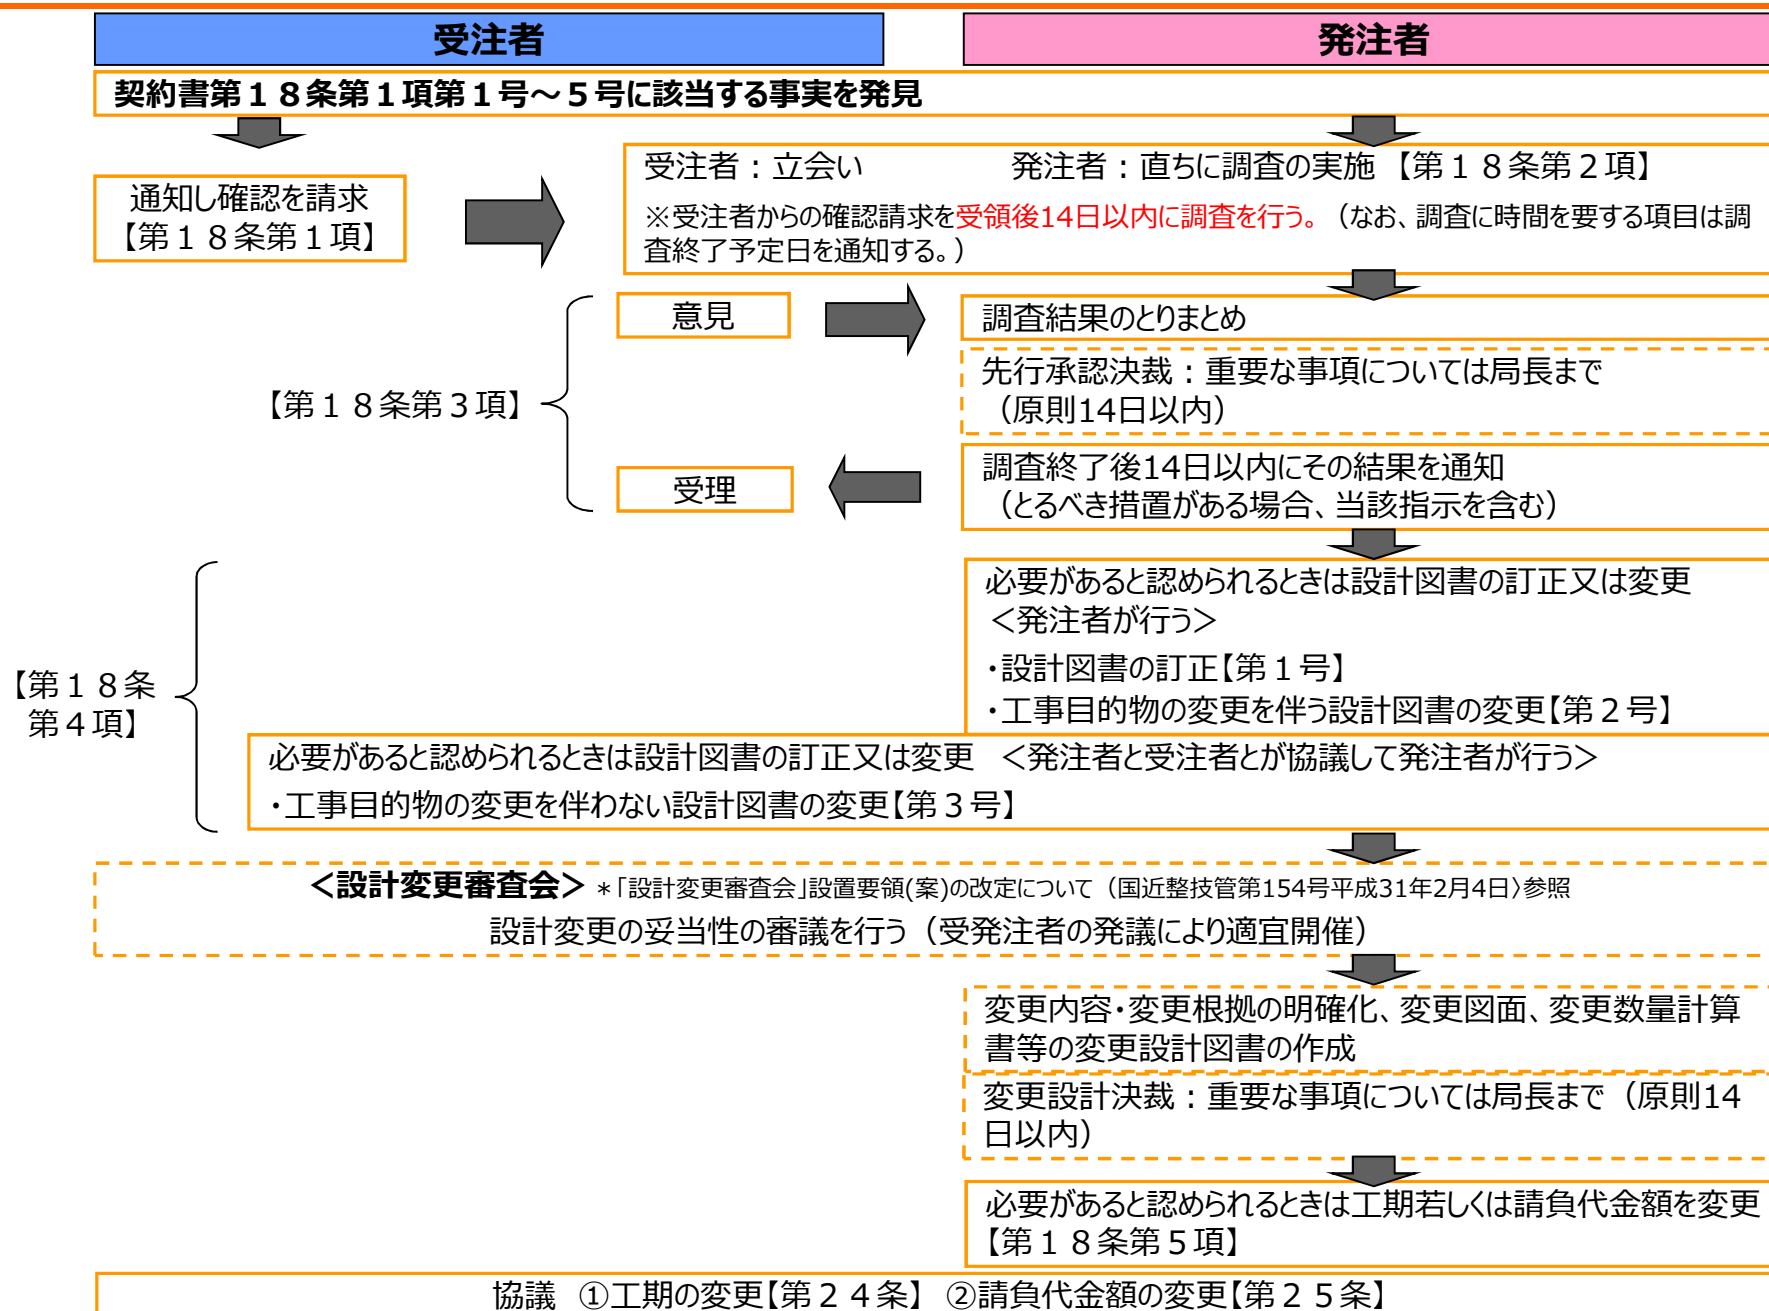 受注者
発注者
契約書第１８条第１項第１号～５号に該当する事実を発見
通知し確認を請求
【第１８条第１項】
受注者：立会い　発注者：直ちに調査の実施【第１８条第２項】
※受注者からの確認請求を受領後14日以内に調査を行う。（なお、調査に時間を要する項目は調
査終了予定日を通知する。）
【第１８条第３項】
意見
調査結果のとりまとめ
先行承認決裁：重要な事項については局長まで
（原則14日以内）
受理
調査終了後14日以内にその結果を通知
（とるべき措置がある場合、当該指示を含む）
【第１８条
第４項】
必要があると認められるときは設計図書の訂正又は変更
＜発注者が行う＞
・設計図書の訂正【第１号】
・工事目的物の変更を伴う設計図書の変更【第２号】
必要があると認められるときは設計図書の訂正又は変更　＜発注者と受注者とが協議して発注者が行う＞
・工事目的物の変更を伴わない設計図書の変更【第３号】
＜設計変更審査会＞＊「設計変更審査会」設置要領(案)の改定について（国近整技管第154号平成31年2月4日〉参照
設計変更の妥当性の審議を行う（受発注者の発議により適宜開催）
変更内容・変更根拠の明確化、変更図面、変更数量計算
書等の変更設計図書の作成
変更設計決裁：重要な事項については局長まで（原則14
日以内）
必要があると認められるときは工期若しくは請負代金額を変更
【第１８条第５項】
協議　①工期の変更【第２４条】　②請負代金額の変更【第２５条】